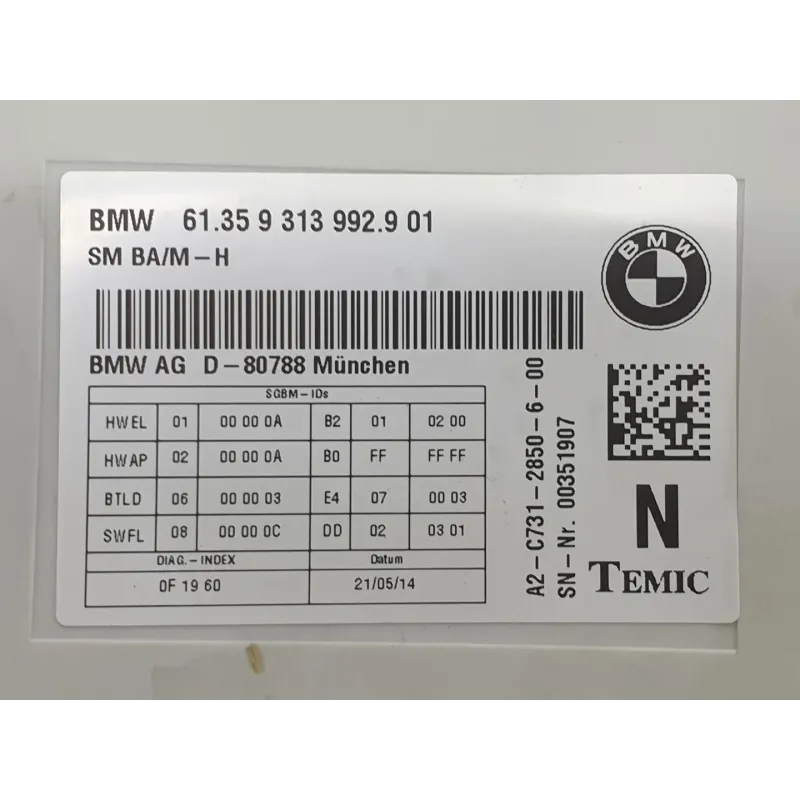 BMW 61.35 9 313 992.9 01
SM BA/M-H
BMW
BMW AG D-80788 München
SGBM-IDs
HWEL 01 00 00 0A B2 01 02 00
HWAP 02 00 00 0A B0 FF FF FF
BTLD 06 00 00 03 E4 07 00 03
SWFL 08 00 00 0C DD 02 03 01
DIAG.-INDEX Datum
0F 19 60 21/05/14
A2-C731-2850-6-00
SN-Nr. 00351907
N
TEMIC